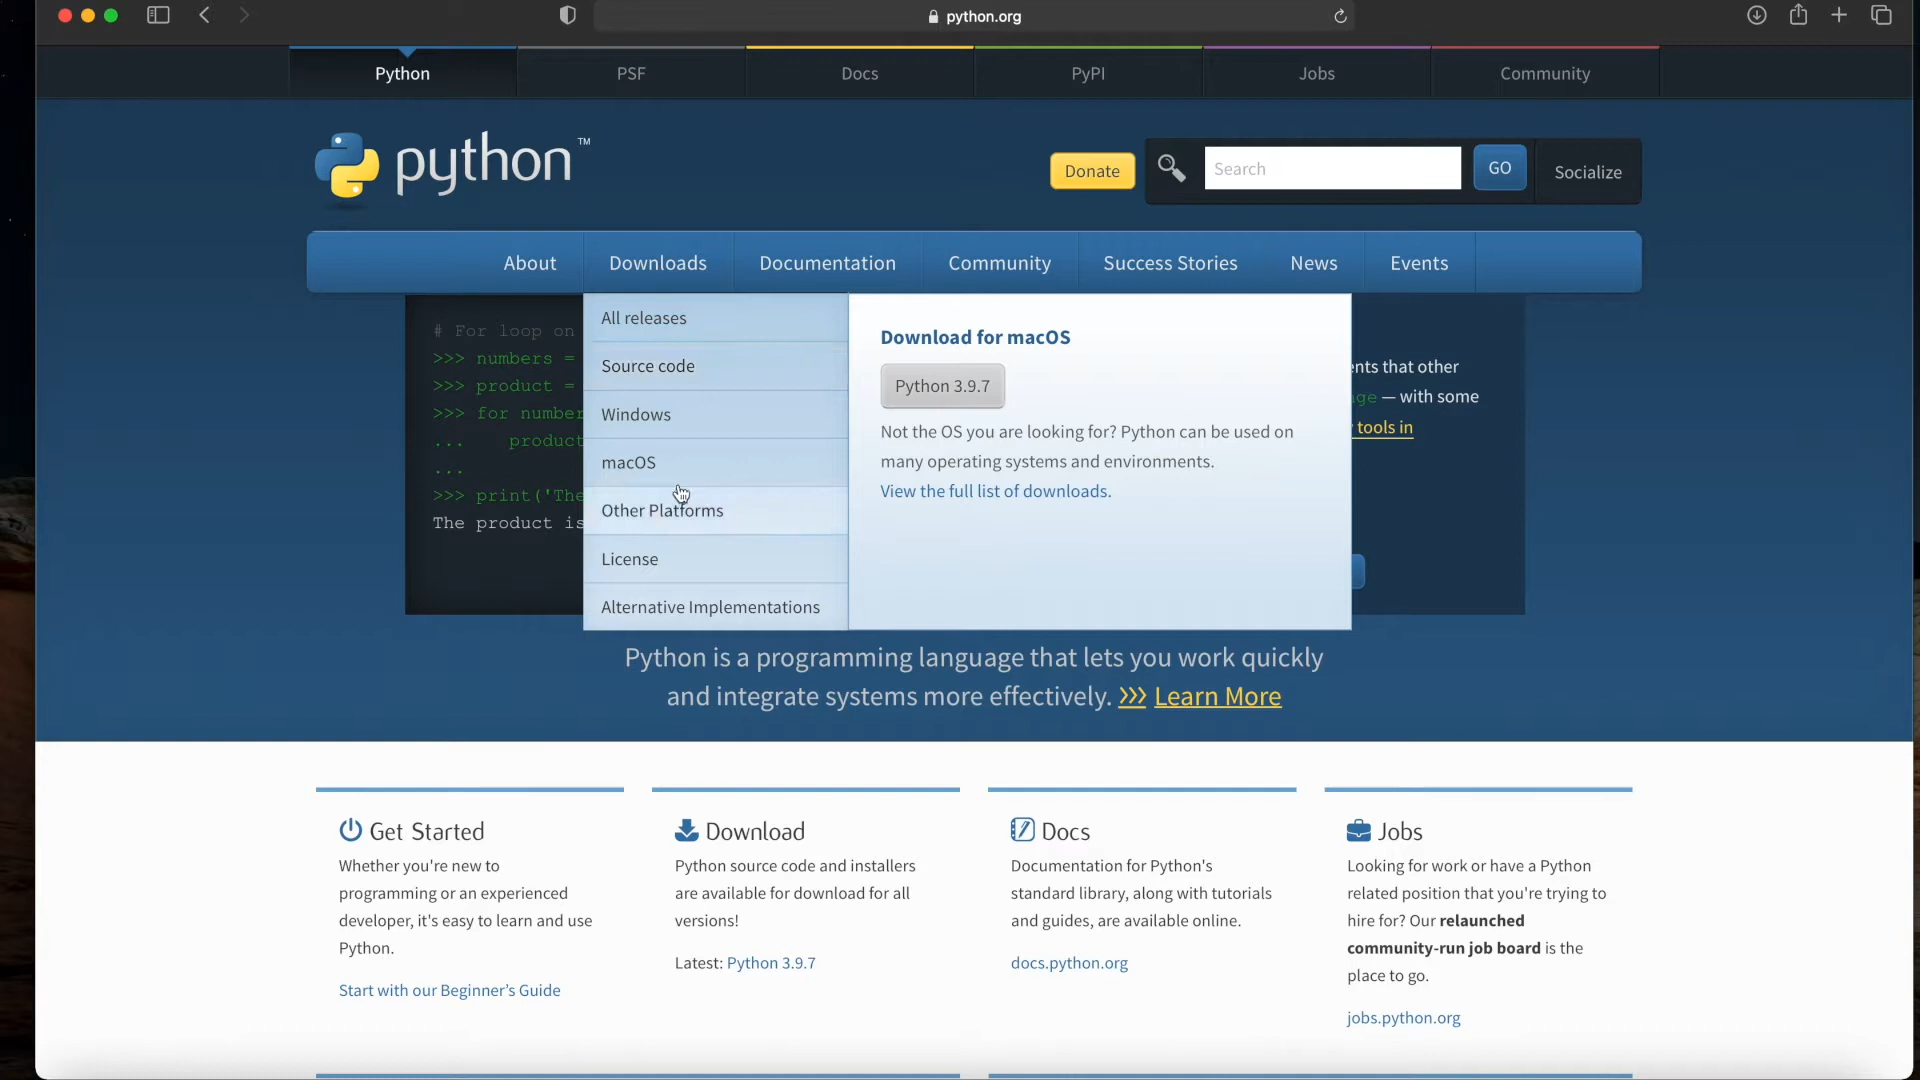 python.org
Python PSF Docs PyPI Jobs Community
python™
Donate Search GO Socialize
About Downloads Documentation Community Success Stories News Events
# For loop on
>>> numbers =
>>> product =
>>> for number
... product
...
>>> print('The
The product is
All releases
Source code
Windows
macOS
Other Platforms
License
Alternative Implementations
Download for macOS
Python 3.9.7
Not the OS you are looking for? Python can be used on
many operating systems and environments.
View the full list of downloads.
that other
— with some
tools in
Python is a programming language that lets you work quickly
and integrate systems more effectively. >>> Learn More
Get Started
Whether you're new to
programming or an experienced
developer, it's easy to learn and use
Python.
Start with our Beginner's Guide
Download
Python source code and installers
are available for download for all
versions!
Latest: Python 3.9.7
Docs
Documentation for Python's
standard library, along with tutorials
and guides, are available online.
docs.python.org
Jobs
Looking for work or have a Python
related position that you're trying to
hire for? Our relaunched
community-run job board is the
place to go.
jobs.python.org